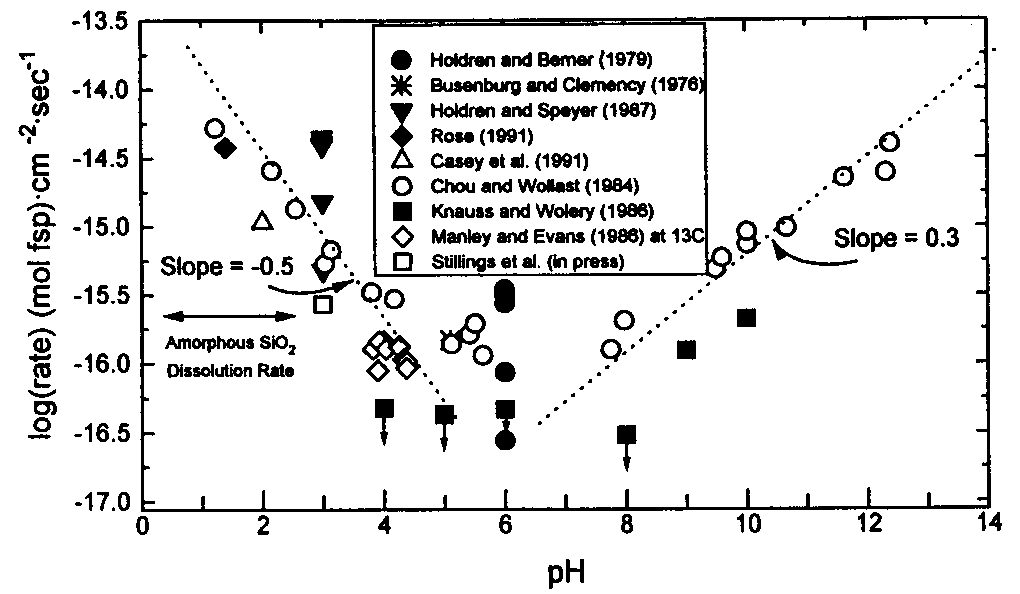 log(rate) (mol fsp)·cm⁻²·sec⁻¹
-13.5
-14.0
-14.5
-15.0
-15.5
-16.0
-16.5
-17.0
Holdren and Berner (1979)
Busenburg and Clemency (1976)
Holdren and Speyer (1987)
Rose (1991)
Casey et al. (1991)
Chou and Wollast (1984)
Knauss and Wolery (1986)
Manley and Evans (1986) at 13C
Stillings et al. (in press)
Slope = -0.5
Slope = 0.3
Amorphous SiO₂
Dissolution Rate
0 2 4 6 8 10 12 14
pH